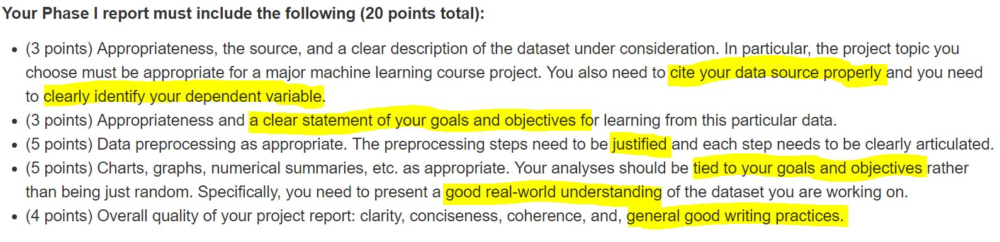 Your Phase I report must include the following (20 points total):
• (3 points) Appropriateness, the source, and a clear description of the dataset under consideration. In particular, the project topic you
choose must be appropriate for a major machine learning course project. You also need to cite your data source properly and you need
to clearly identify your dependent variable.
• (3 points) Appropriateness and a clear statement of your goals and objectives for learning from this particular data.
• (5 points) Data preprocessing as appropriate. The preprocessing steps need to be justified and each step needs to be clearly articulated.
• (5 points) Charts, graphs, numerical summaries, etc. as appropriate. Your analyses should be tied to your goals and objectives rather
than being just random. Specifically, you need to present a good real-world understanding of the dataset you are working on.
• (4 points) Overall quality of your project report: clarity, conciseness, coherence, and, general good writing practices.